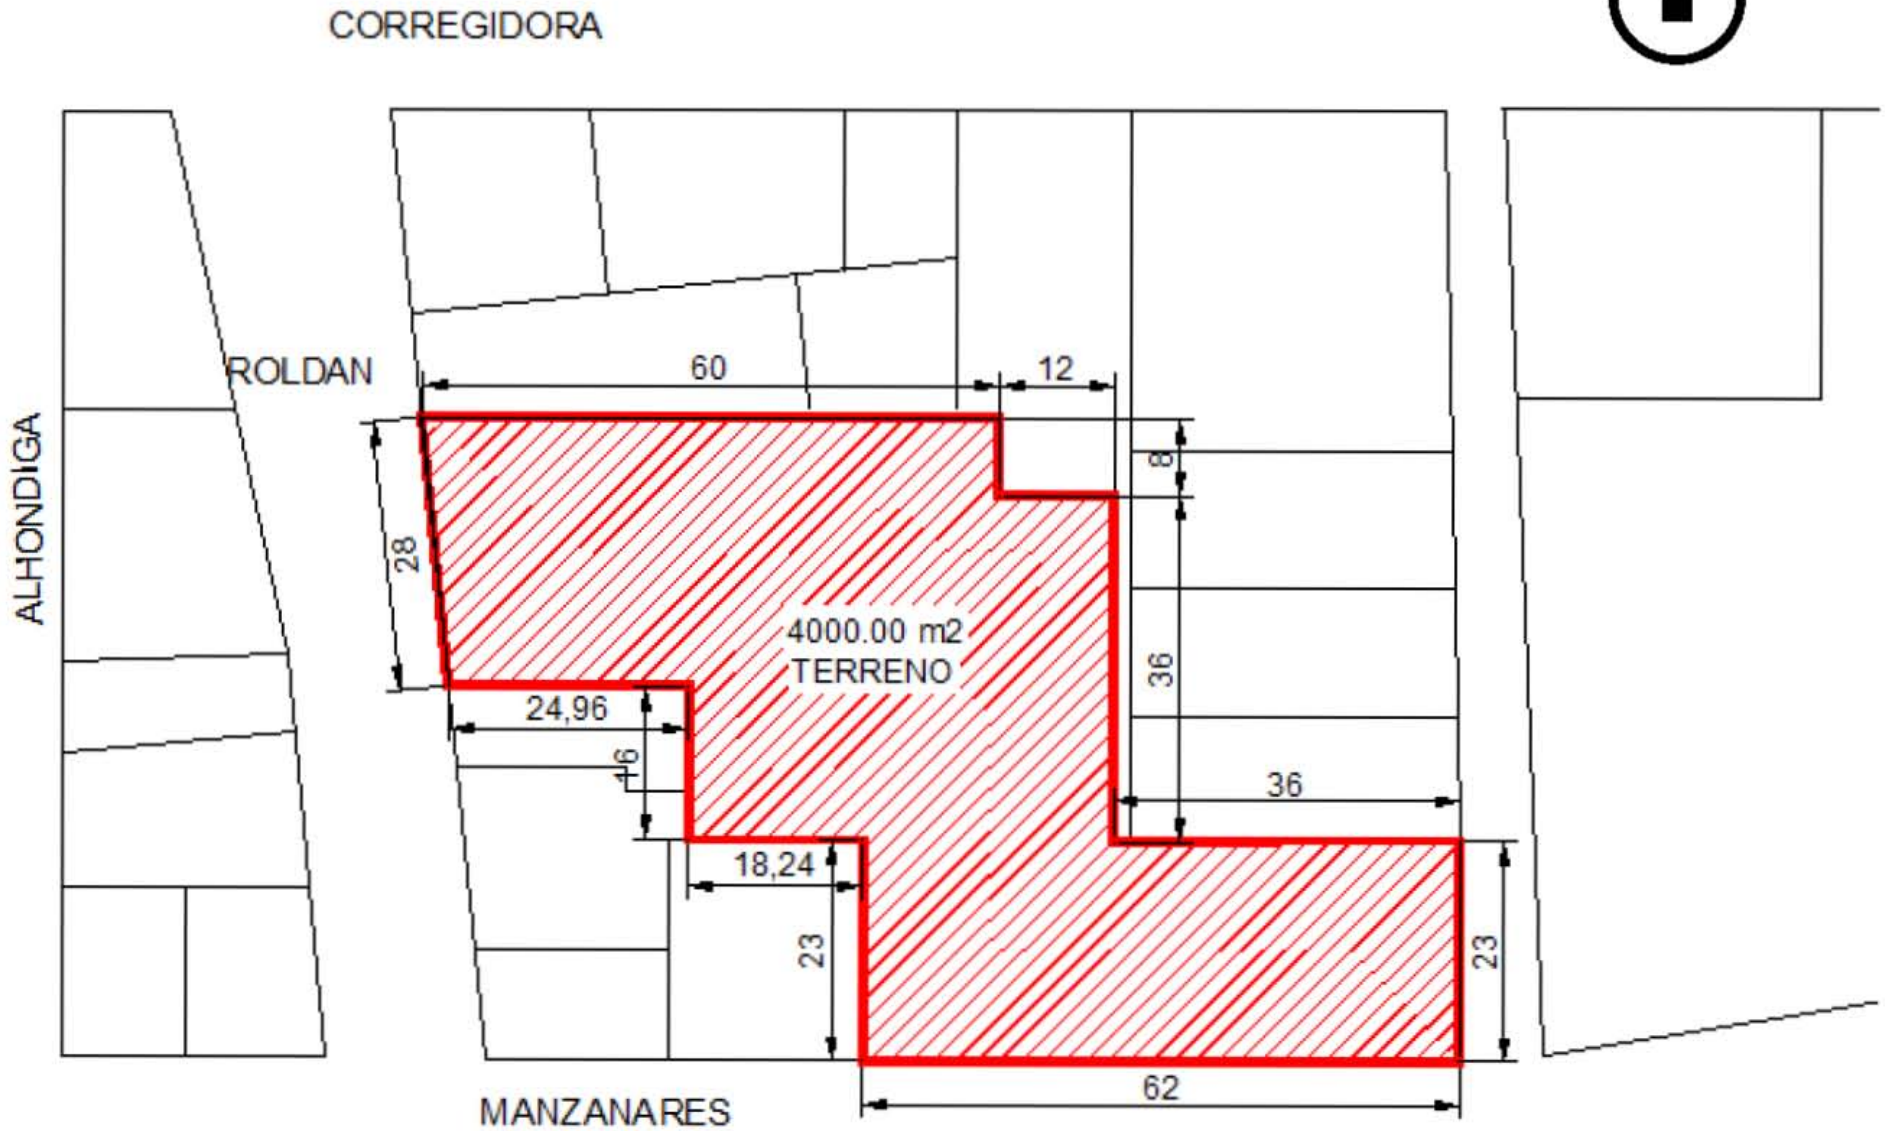 CORREGIDORA
ROLDAN
60
12
8
ALHONDIGA
28
4000.00 m2
TERRENO
36
24,96
16
36
18,24
23
23
62
MANZANARES